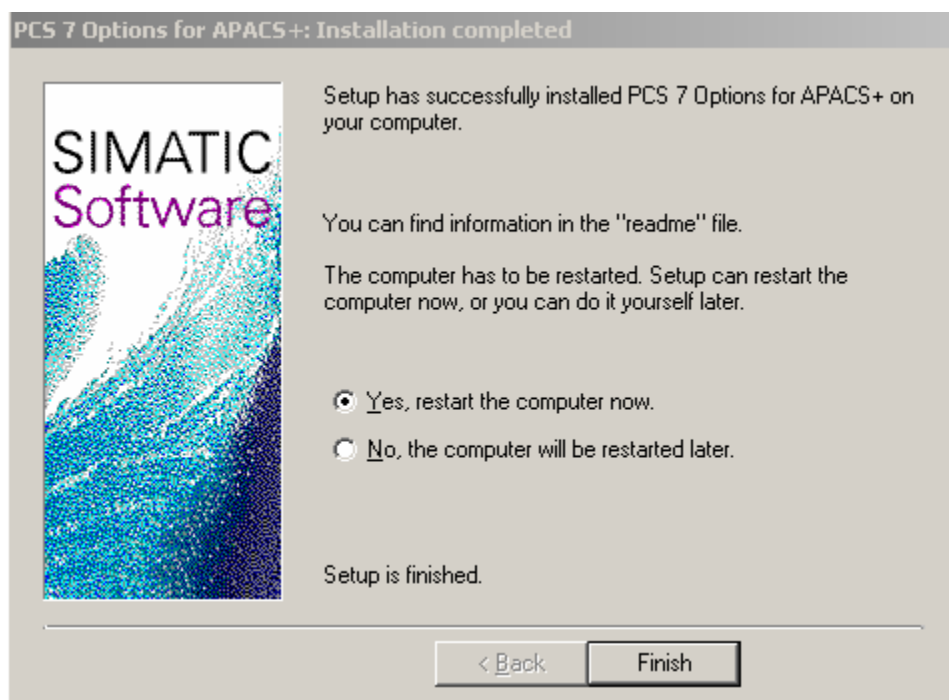 PCS 7 Options for APACS+: Installation completed
SIMATIC
Software
Setup has successfully installed PCS 7 Options for APACS+ on
your computer.
You can find information in the "readme" file.
The computer has to be restarted. Setup can restart the
computer now, or you can do it yourself later.
Yes, restart the computer now.
No, the computer will be restarted later.
Setup is finished.
< Back
Finish